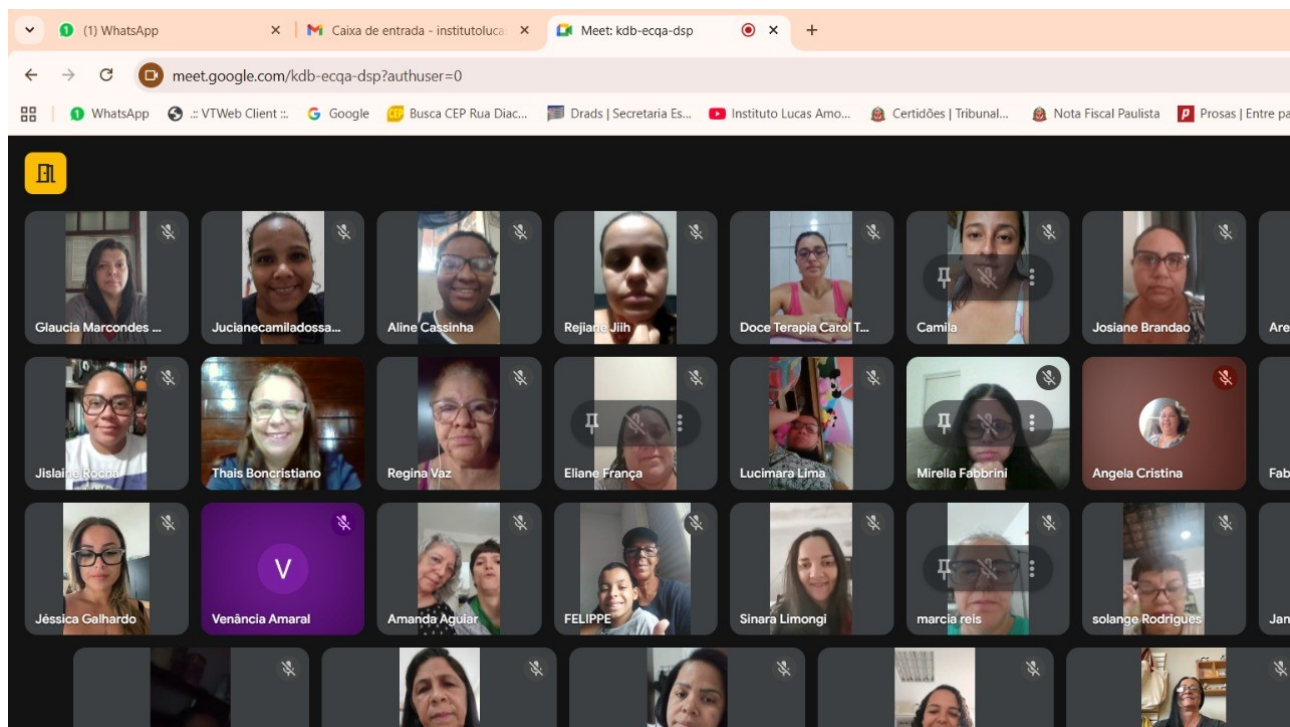 (1) WhatsApp
Caixa de entrada - institutoluca
Meet: kdb-ecqa-dsp
meet.google.com/kdb-ecqa-dsp?authuser=0
WhatsApp
.:: VTWeb Client ::.
Google
Busca CEP Rua Diac...
Drads | Secretaria Es...
Instituto Lucas Amo...
Certidões | Tribunal...
Nota Fiscal Paulista
Prosas | Entre pa
Glaucia Marcondes ...
Jucianecamiladossa...
Aline Cassinha
Rejiane Jiih
Doce Terapia Carol T...
Camila
Josiane Brandao
Are
Jislaine Rocha
Thais Boncristiano
Regina Vaz
Eliane França
Lucimara Lima
Mirella Fabbrini
Angela Cristina
Fab
Jéssica Galhardo
V
Venância Amaral
Amanda Aguiar
FELIPPE
Sinara Limongi
marcia reis
solange Rodrigues
Jan